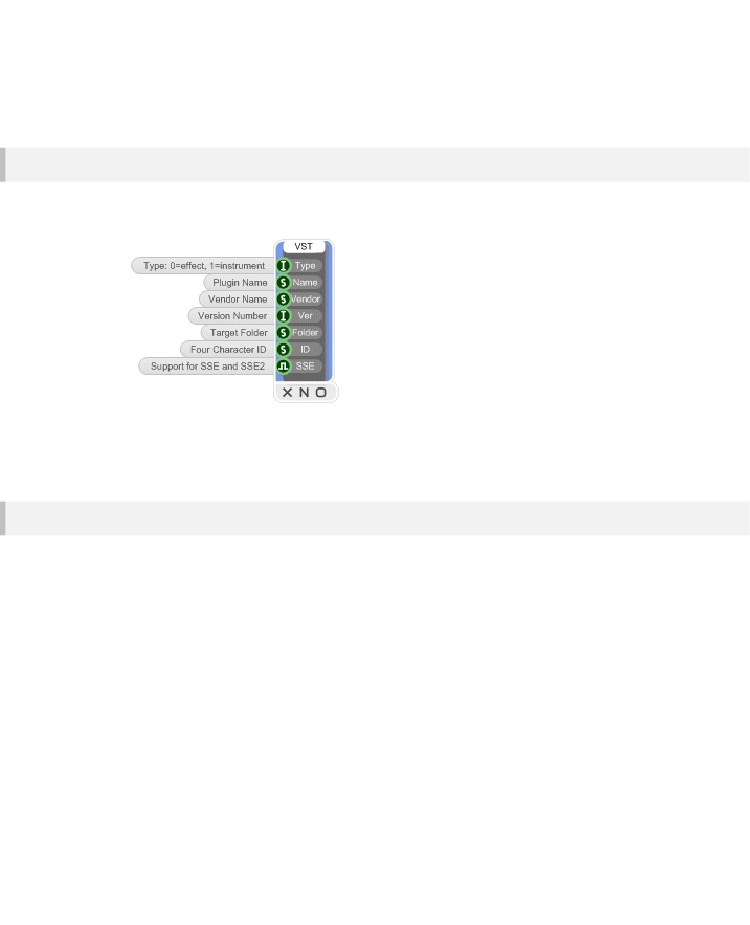 VST
Type: 0=effect, 1=instrument I Type
Plugin Name S Name
Vendor Name S Vendor
Version Number I Ver
Target Folder S Folder
Four Character ID S ID
Support for SSE and SSE2 SSE
X N O